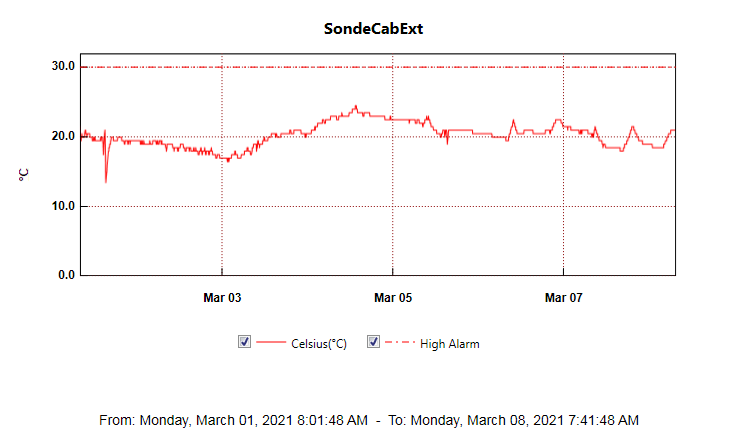 SondeCabExt
30.0
20.0
°C
10.0
0.0
Mar 03 Mar 05 Mar 07
Celsius(°C) High Alarm
From: Monday, March 01, 2021 8:01:48 AM - To: Monday, March 08, 2021 7:41:48 AM